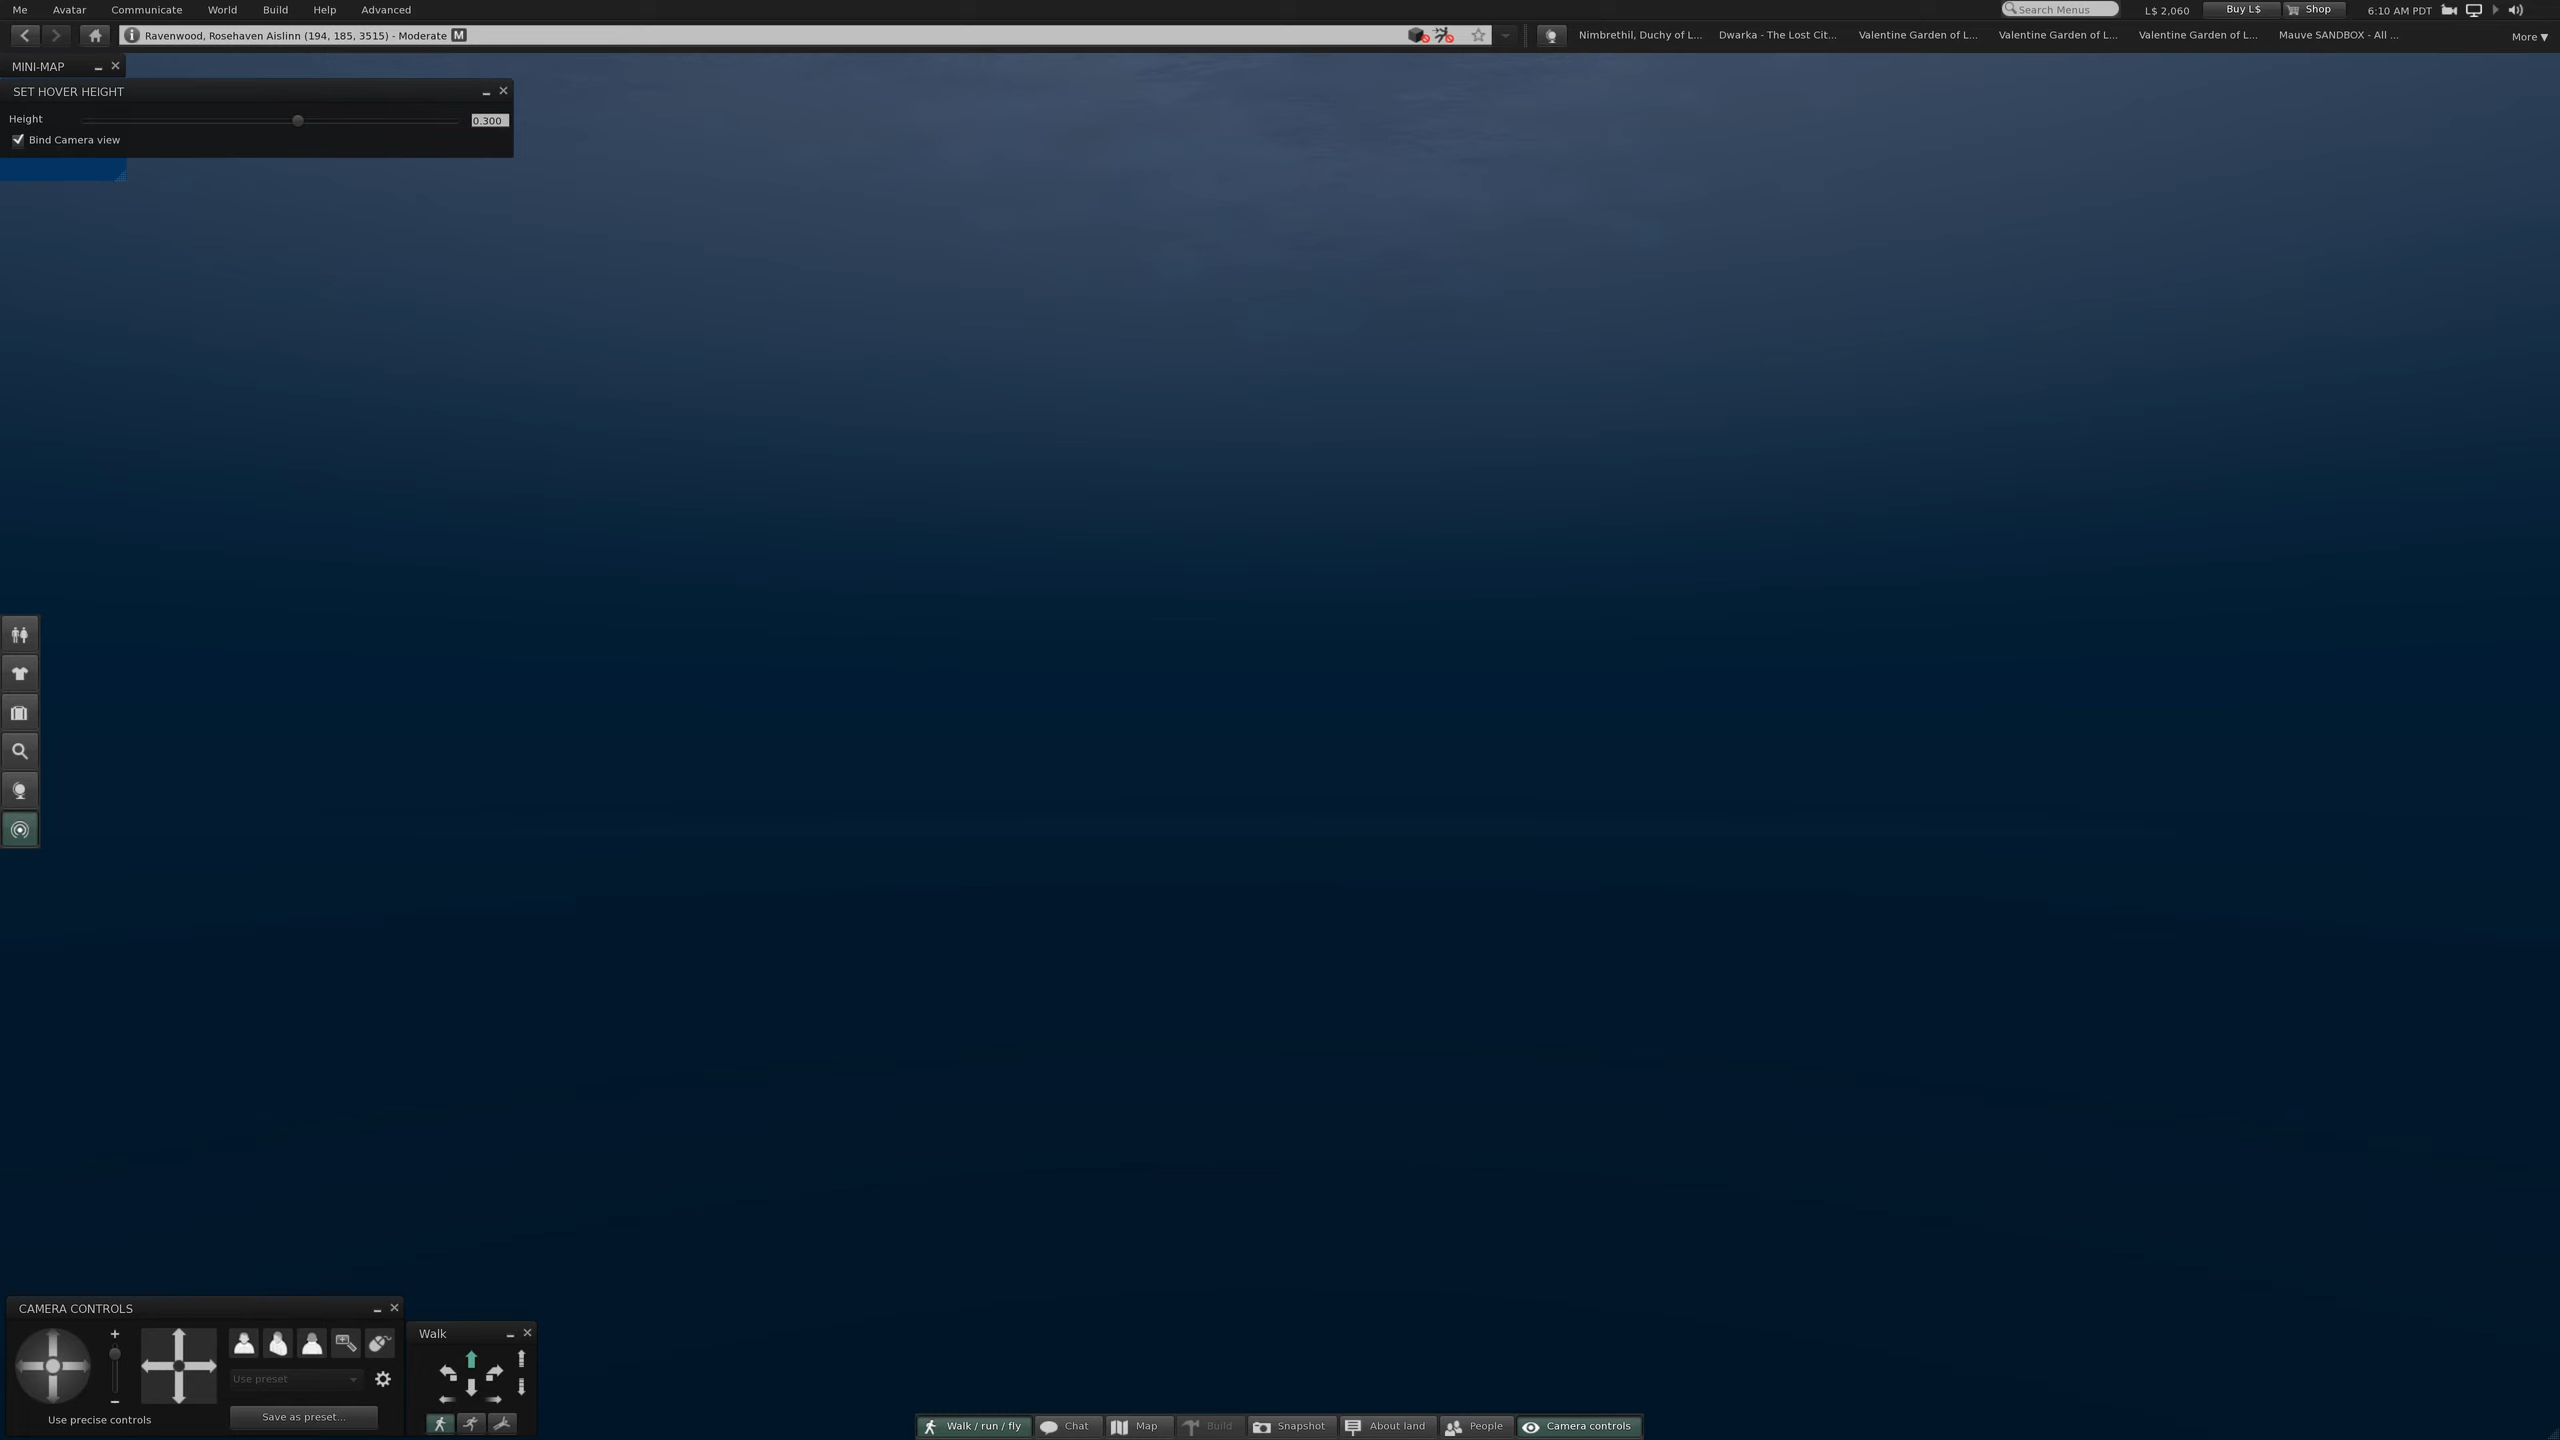 Me Avatar Communicate World Build Help Advanced Search Menus L$ 2,060 Buy L$ Shop 6:10 AM PDT
Ravenwood, Rosehaven Aislinn (194, 185, 3515) - Moderate M Nimbrethil, Duchy of L... Dwarka - The Lost Cit... Valentine Garden of L... Valentine Garden of L... Valentine Garden of L... Mauve SANDBOX - All ... More ▼
MINI-MAP
SET HOVER HEIGHT
Height 0.300
Bind Camera view
CAMERA CONTROLS
Use preset
Save as preset...
Use precise controls
Walk
Walk / run / fly Chat Map Build Snapshot About land People Camera controls